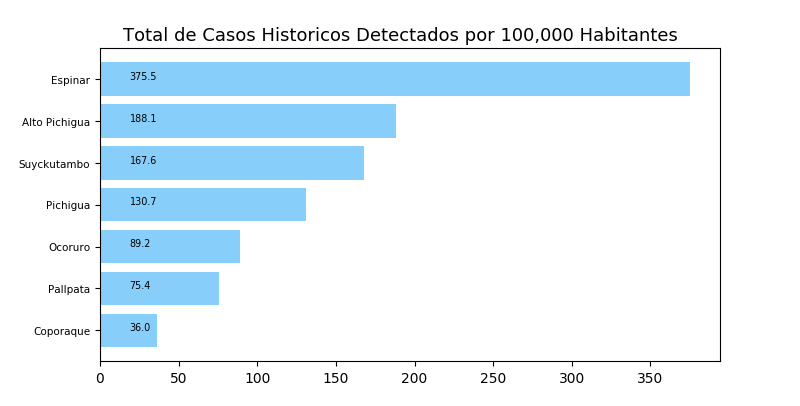 Total de Casos Historicos Detectados por 100,000 Habitantes
Espinar 375.5
Alto Pichigua 188.1
Suyckutambo 167.6
Pichigua 130.7
Ocoruro 89.2
Pallpata 75.4
Coporaque 36.0
0 50 100 150 200 250 300 350